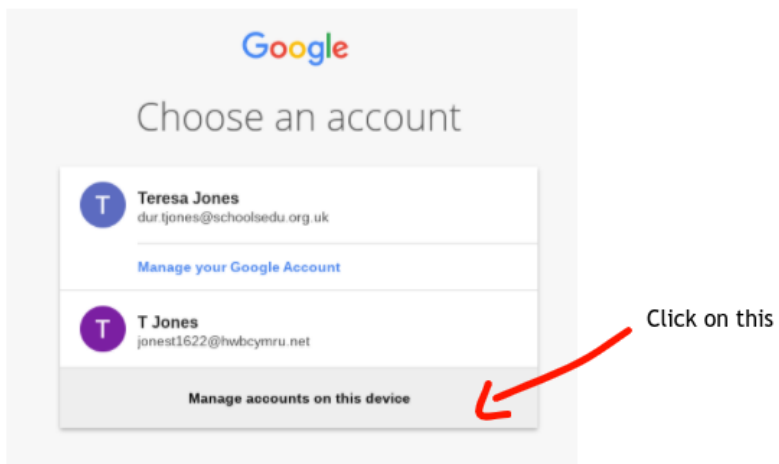 Google
Choose an account
T
Teresa Jones
dur.tjones@schoolsedu.org.uk
Manage your Google Account
T
T Jones
jonest1622@hwbcymru.net
Click on this
Manage accounts on this device